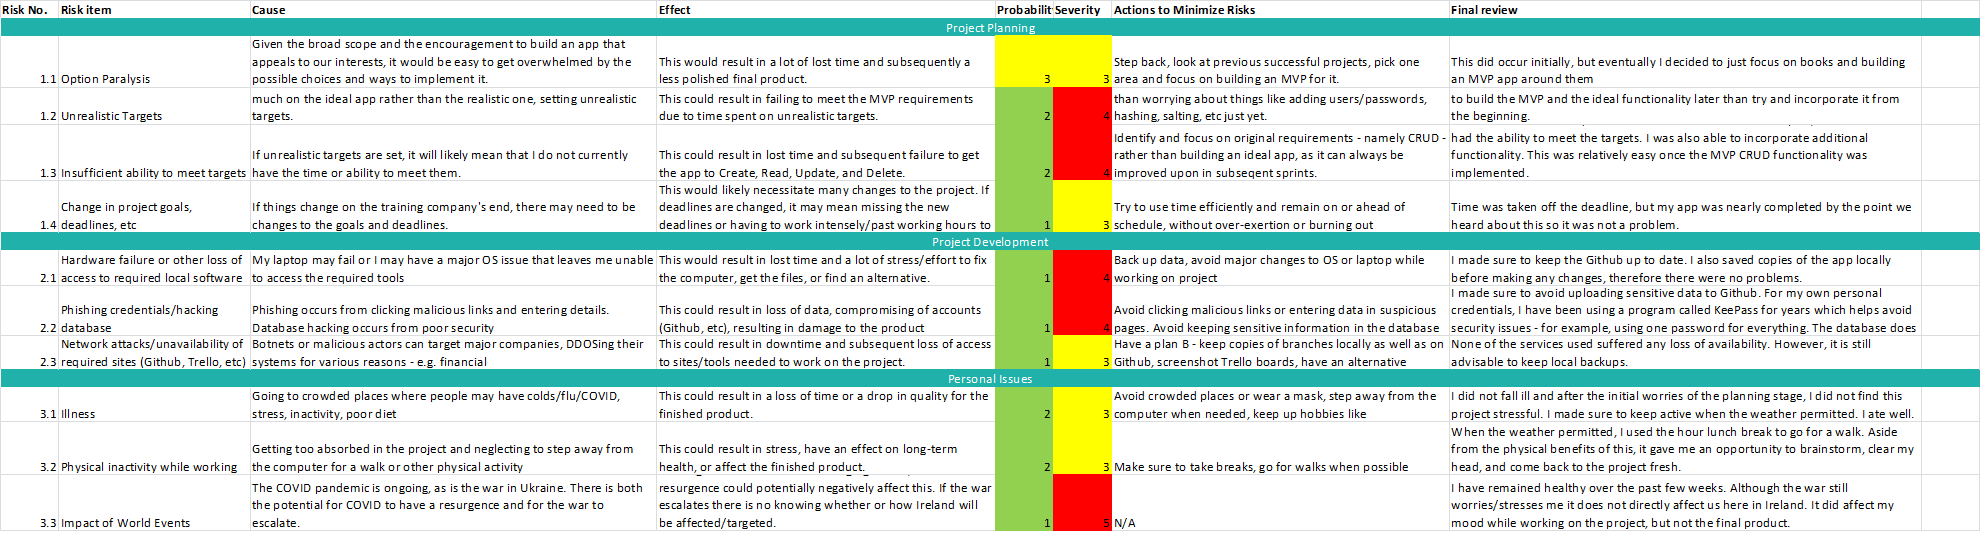 Risk No. Risk item Cause Effect Probabilit Severity Actions to Minimize Risks Final review
Project Planning
1.1 Option Paralysis
Given the broad scope and the encouragement to build an app that
appeals to our interests, it would be easy to get overwhelmed by the
possible choices and ways to implement it.
This would result in a lot of lost time and subsequently a
less polished final product.
3
3
Step back, look at previous successful projects, pick one
area and focus on building an MVP for it.
This did occur initially, but eventually I decided to just focus on books and building
an MVP app around them
1.2 Unrealistic Targets
much on the ideal app rather than the realistic one, setting unrealistic
targets.
This could result in failing to meet the MVP requirements
due to time spent on unrealistic targets.
2
4
than worrying about things like adding users/passwords,
hashing, salting, etc just yet.
to build the MVP and the ideal functionality later than try and incorporate it from
the beginning.
1.3 Insufficient ability to meet targets
If unrealistic targets are set, it will likely mean that I do not currently
have the time or ability to meet them.
This could result in lost time and subsequent failure to get
the app to Create, Read, Update, and Delete.
2
4
Identify and focus on original requirements - namely CRUD -
rather than building an ideal app, as it can always be
improved upon in subseqent sprints.
had the ability to meet the targets. I was also able to incorporate additional
functionality. This was relatively easy once the MVP CRUD functionality was
implemented.
1.4
Change in project goals,
deadlines, etc
If things change on the training company's end, there may need to be
changes to the goals and deadlines.
This would likely necessitate many changes to the project. If
deadlines are changed, it may mean missing the new
deadlines or having to work intensely/past working hours to
1
3
Try to use time efficiently and remain on or ahead of
schedule, without over-exertion or burning out
Time was taken off the deadline, but my app was nearly completed by the point we
heard about this so it was not a problem.
Project Development
2.1
Hardware failure or other loss of
access to required local software
My laptop may fail or I may have a major OS issue that leaves me unable
to access the required tools
This would result in lost time and a lot of stress/effort to fix
the computer, get the files, or find an alternative.
1
4
Back up data, avoid major changes to OS or laptop while
working on project
I made sure to keep the Github up to date. I also saved copies of the app locally
before making any changes, therefore there were no problems.
2.2
Phishing credentials/hacking
database
Phishing occurs from clicking malicious links and entering details.
Database hacking occurs from poor security
This could result in loss of data, compromising of accounts
(Github, etc), resulting in damage to the product
1
4
Avoid clicking malicious links or entering data in suspicious
pages. Avoid keeping sensitive information in the database
I made sure to avoid uploading sensitive data to Github. For my own personal
credentials, I have been using a program called KeePass for years which helps avoid
security issues - for example, using one password for everything. The database does
2.3
Network attacks/unavailability of
required sites (Github, Trello, etc)
Botnets or malicious actors can target major companies, DDOSing their
systems for various reasons - e.g. financial
This could result in downtime and subsequent loss of access
to sites/tools needed to work on the project.
1
3
Have a plan B - keep copies of branches locally as well as on
Github, screenshot Trello boards, have an alternative
None of the services used suffered any loss of availability. However, it is still
advisable to keep local backups.
Personal Issues
3.1 Illness
Going to crowded places where people may have colds/flu/COVID,
stress, inactivity, poor diet
This could result in a loss of time or a drop in quality for the
finished product.
2
3
Avoid crowded places or wear a mask, step away from the
computer when needed, keep up hobbies like
I did not fall ill and after the initial worries of the planning stage, I did not find this
project stressful. I made sure to keep active when the weather permitted. I ate well.
3.2 Physical inactivity while working
Getting too absorbed in the project and neglecting to step away from
the computer for a walk or other physical activity
This could result in stress, have an effect on long-term
health, or affect the finished product.
2
3
Make sure to take breaks, go for walks when possible
When the weather permitted, I used the hour lunch break to go for a walk. Aside
from the physical benefits of this, it gave me an opportunity to brainstorm, clear my
head, and come back to the project fresh.
3.3 Impact of World Events
The COVID pandemic is ongoing, as is the war in Ukraine. There is both
the potential for COVID to have a resurgence and for the war to
escalate.
resurgence could potentially negatively affect this. If the war
escalates there is no knowing whether or how Ireland will
be affected/targeted.
1
5
N/A
I have remained healthy over the past few weeks. Although the war still
worries/stresses me it does not directly affect us here in Ireland. It did affect my
mood while working on the project, but not the final product.